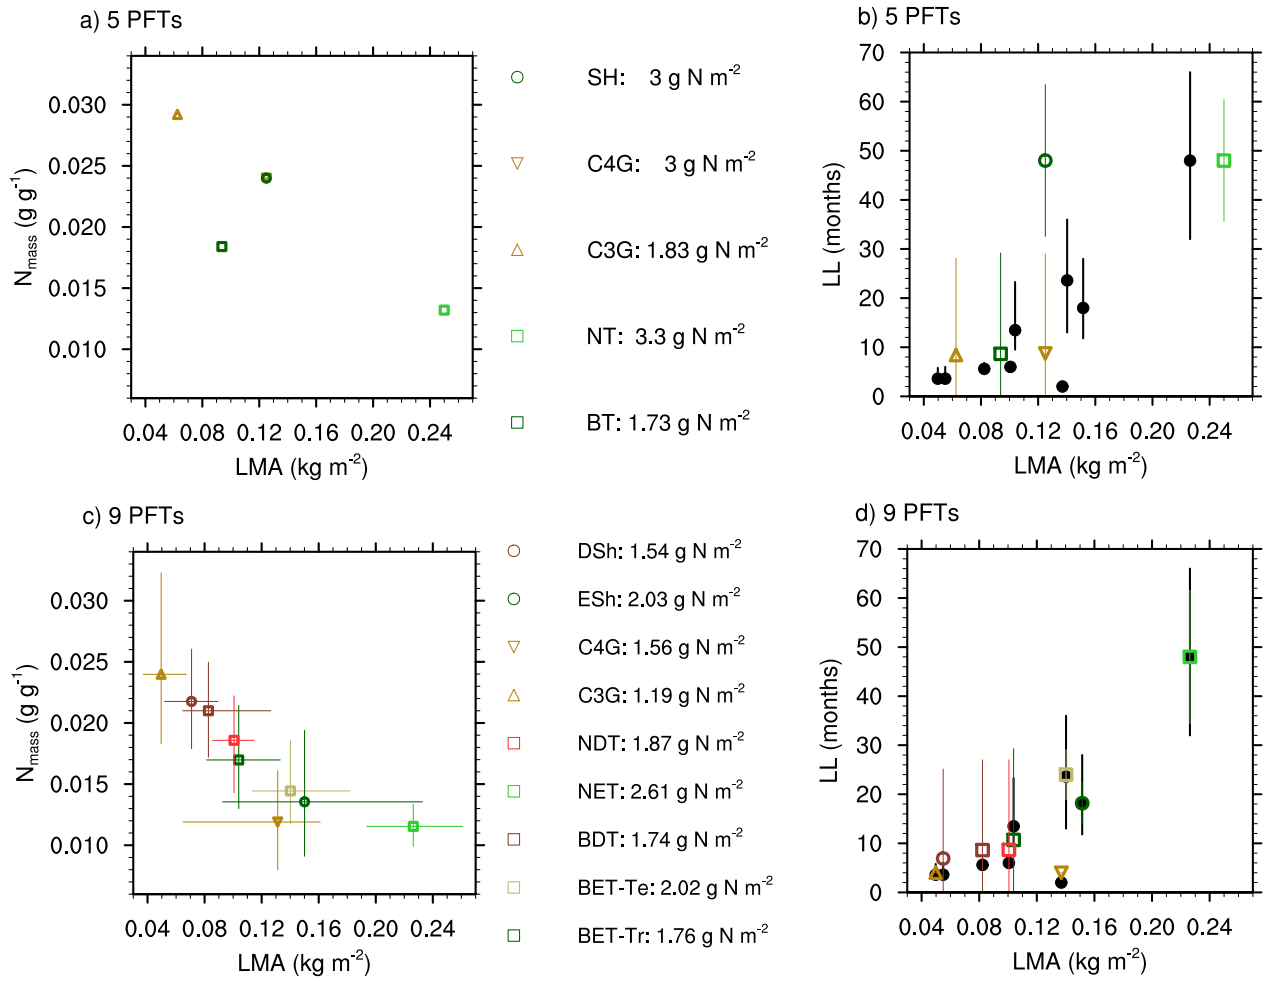 a) 5 PFTs
0.030
0.025
0.020
0.015
0.010
N_mass (g g⁻¹)
0.04 0.08 0.12 0.16 0.20 0.24
LMA (kg m⁻²)
SH: 3 g N m⁻²
C4G: 3 g N m⁻²
C3G: 1.83 g N m⁻²
NT: 3.3 g N m⁻²
BT: 1.73 g N m⁻²
b) 5 PFTs
70
60
50
40
30
20
10
0
LL (months)
0.04 0.08 0.12 0.16 0.20 0.24
LMA (kg m⁻²)
c) 9 PFTs
0.030
0.025
0.020
0.015
0.010
N_mass (g g⁻¹)
0.04 0.08 0.12 0.16 0.20 0.24
LMA (kg m⁻²)
DSh: 1.54 g N m⁻²
ESh: 2.03 g N m⁻²
C4G: 1.56 g N m⁻²
C3G: 1.19 g N m⁻²
NDT: 1.87 g N m⁻²
NET: 2.61 g N m⁻²
BDT: 1.74 g N m⁻²
BET-Te: 2.02 g N m⁻²
BET-Tr: 1.76 g N m⁻²
d) 9 PFTs
70
60
50
40
30
20
10
0
LL (months)
0.04 0.08 0.12 0.16 0.20 0.24
LMA (kg m⁻²)